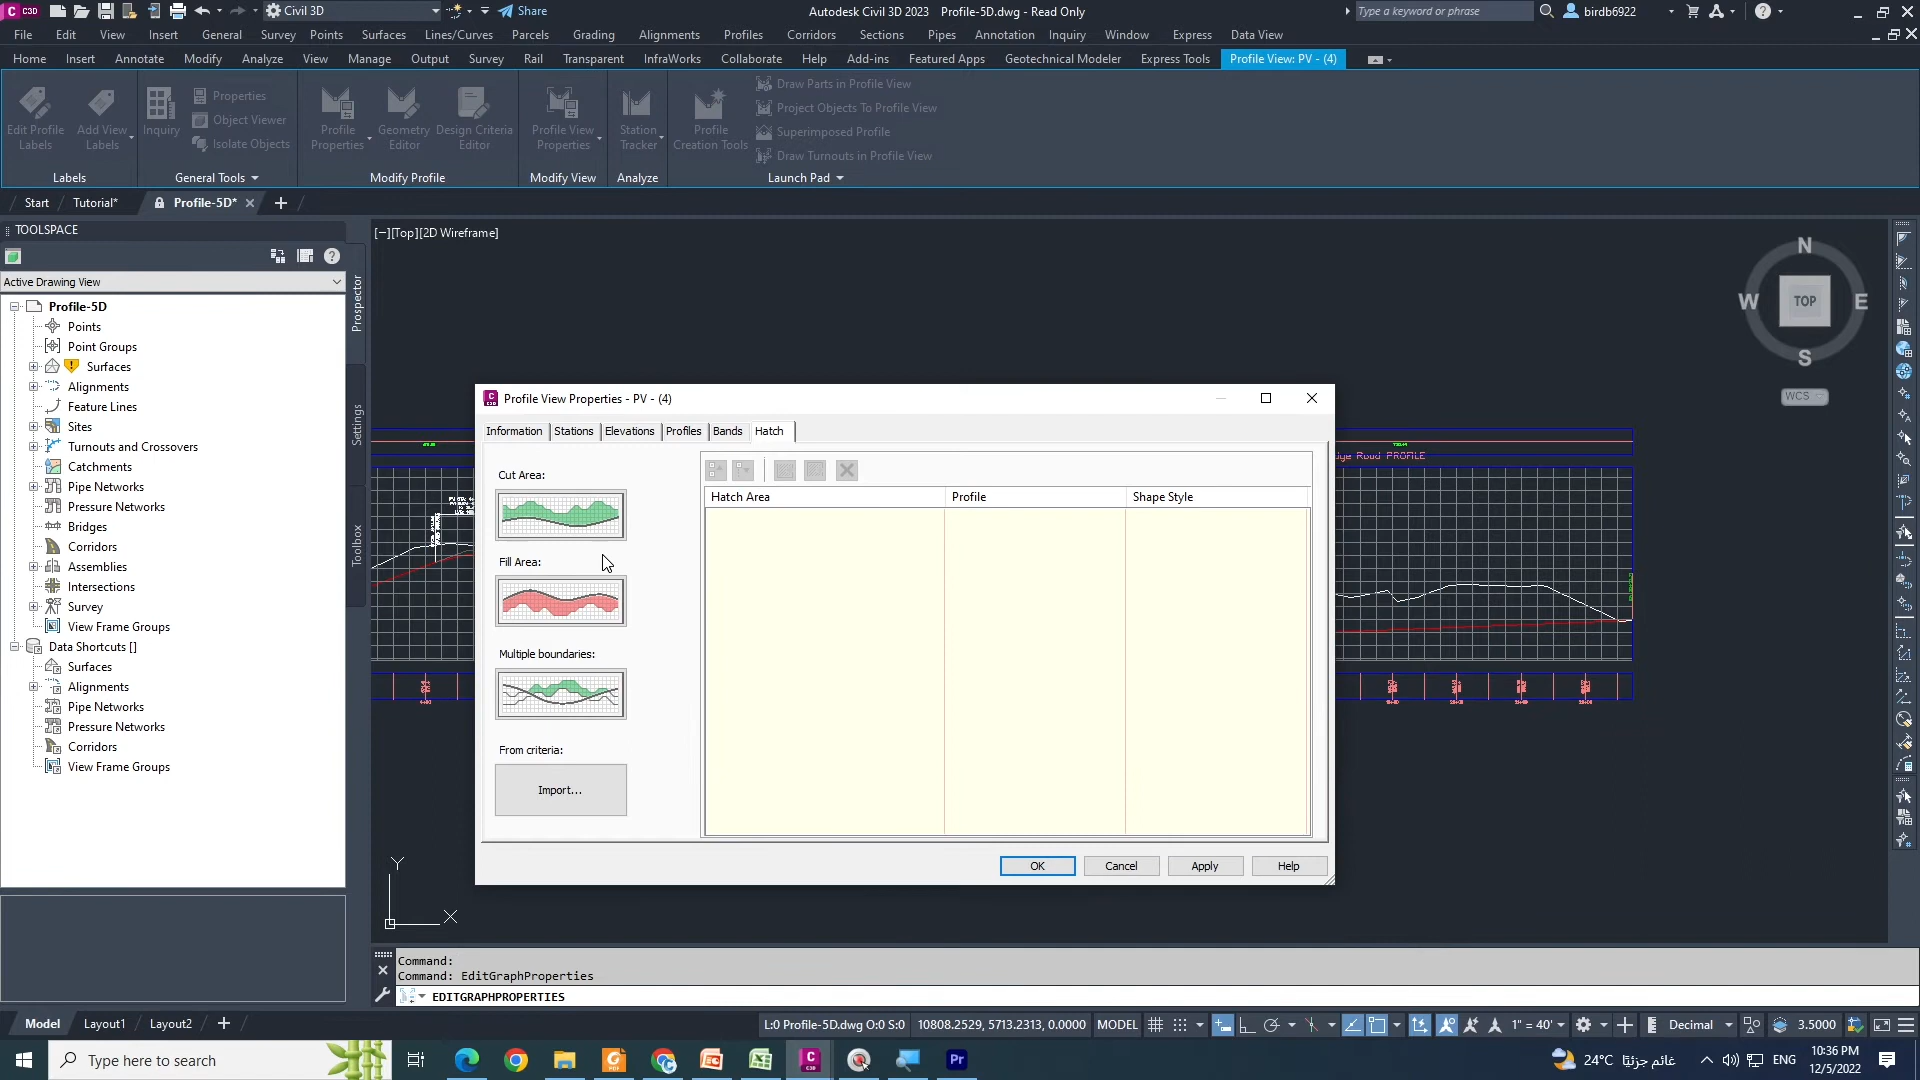 C3D Civil 3D Share Autodesk Civil 3D 2023 Profile-5D.dwg - Read Only Type a keyword or phrase birdb6922
File Edit View Insert General Survey Points Surfaces Lines/Curves Parcels Grading Alignments Profiles Corridors Sections Pipes Annotation Inquiry Window Express Data View
Home Insert Annotate Modify Analyze View Manage Output Survey Rail Transparent InfraWorks Collaborate Help Add-ins Featured Apps Geotechnical Modeler Express Tools Profile View: PV - (4)
Edit Profile Labels
Add View Labels
Inquiry
Properties
Object Viewer
Isolate Objects
Profile Properties
Geometry Editor
Design Criteria Editor
Profile View Properties
Station Tracker
Profile Creation Tools
Draw Parts in Profile View
Project Objects To Profile View
Superimposed Profile
Draw Turnouts in Profile View
Labels General Tools Modify Profile Modify View Analyze Launch Pad
Start Tutorial* Profile-5D*
TOOLSPACE
Active Drawing View
Profile-5D
Points
Point Groups
Surfaces
Alignments
Feature Lines
Sites
Turnouts and Crossovers
Catchments
Pipe Networks
Pressure Networks
Bridges
Corridors
Assemblies
Intersections
Survey
View Frame Groups
Data Shortcuts []
Surfaces
Alignments
Pipe Networks
Pressure Networks
Corridors
View Frame Groups
Prospector
Settings
Toolbox
[−][Top][2D Wireframe]
N
W TOP E
S
WCS
Road PROFILE
Profile View Properties - PV - (4)
Information Stations Elevations Profiles Bands Hatch
Cut Area:
Fill Area:
Multiple boundaries:
From criteria:
Import...
Hatch Area Profile Shape Style
OK Cancel Apply Help
Y
X
Command:
Command: EditGraphProperties
EDITGRAPHPROPERTIES
Model Layout1 Layout2 L:0 Profile-5D.dwg O:0 S:0 10808.2529, 5713.2313, 0.0000 MODEL 1" = 40' Decimal 3.5000
Type here to search 24°C غائم جزئيًا ENG 10:36 PM
12/5/2022